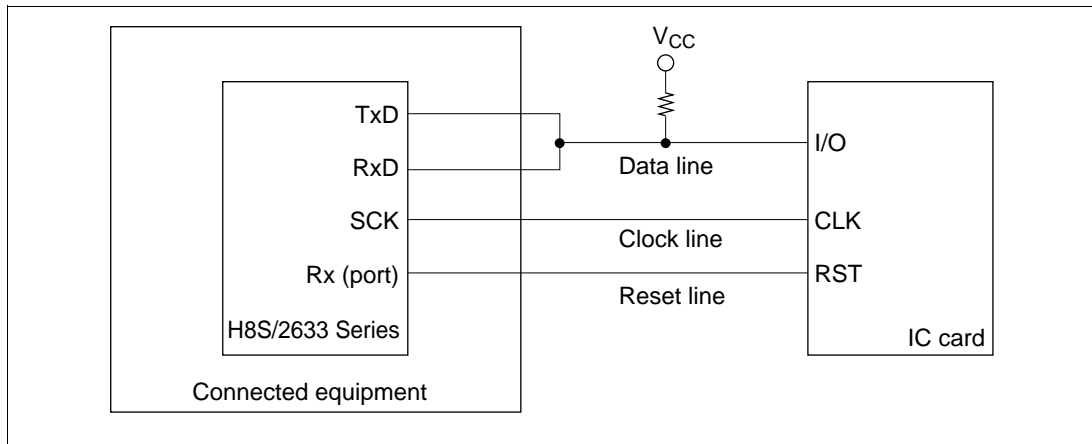 V_CC
TxD
RxD
SCK
Rx (port)
H8S/2633 Series
Connected equipment
Data line
Clock line
Reset line
I/O
CLK
RST
IC card